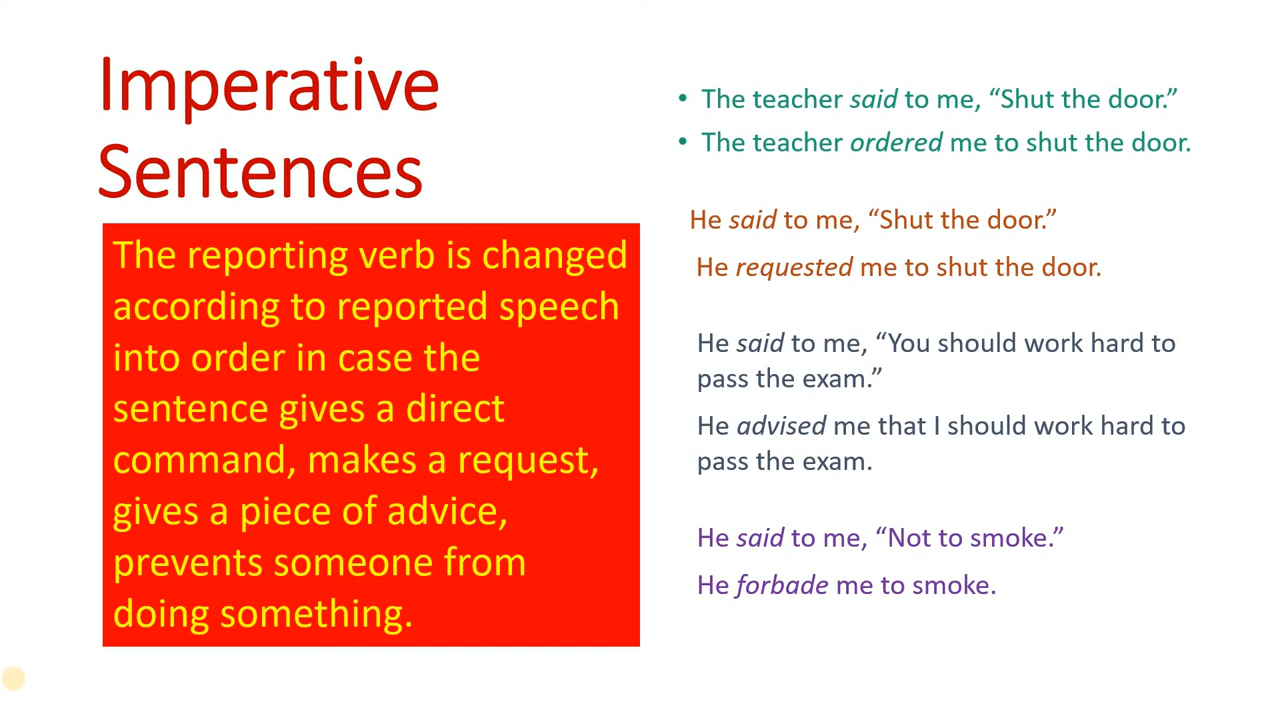 Imperative
Sentences
The reporting verb is changed
according to reported speech
into order in case the
sentence gives a direct
command, makes a request,
gives a piece of advice,
prevents someone from
doing something.
• The teacher said to me, “Shut the door.”
• The teacher ordered me to shut the door.
He said to me, “Shut the door.”
He requested me to shut the door.
He said to me, “You should work hard to
pass the exam.”
He advised me that I should work hard to
pass the exam.
He said to me, “Not to smoke.”
He forbade me to smoke.